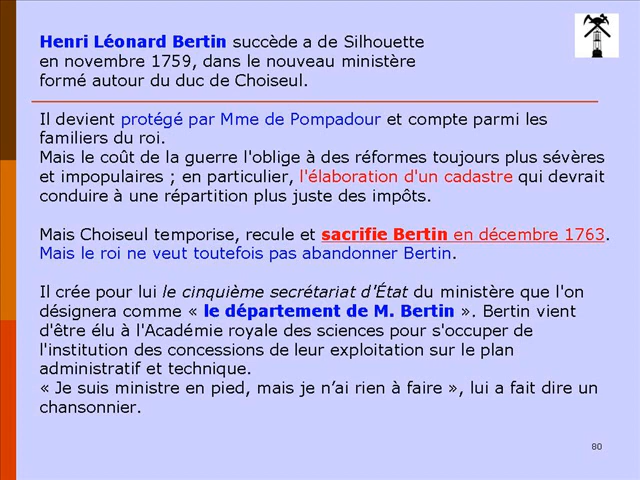 Henri Léonard Bertin succède a de Silhouette
en novembre 1759, dans le nouveau ministère
formé autour du duc de Choiseul.
Il devient protégé par Mme de Pompadour et compte parmi les
familiers du roi.
Mais le coût de la guerre l'oblige à des réformes toujours plus sévères
et impopulaires ; en particulier, l'élaboration d'un cadastre qui devrait
conduire à une répartition plus juste des impôts.
Mais Choiseul temporise, recule et sacrifie Bertin en décembre 1763.
Mais le roi ne veut toutefois pas abandonner Bertin.
Il crée pour lui le cinquième secrétariat d'État du ministère que l'on
désignera comme « le département de M. Bertin ». Bertin vient
d'être élu à l'Académie royale des sciences pour s'occuper de
l'institution des concessions de leur exploitation sur le plan
administratif et technique.
« Je suis ministre en pied, mais je n’ai rien à faire », lui a fait dire un
chansonnier.
80